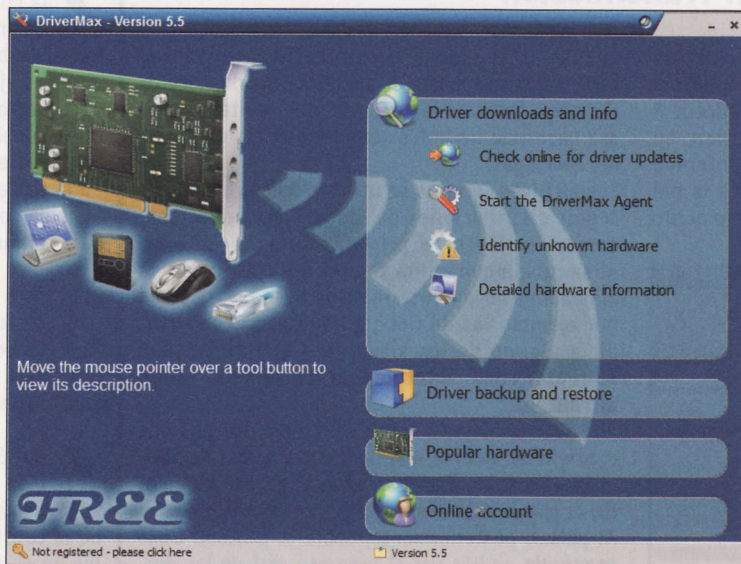 DriverMax - Version 5.5
Driver downloads and info
Check online for driver updates
Start the DriverMax Agent
Identify unknown hardware
Detailed hardware information
Move the mouse pointer over a tool button to
view its description.
Driver backup and restore
Popular hardware
FREE
Online account
Not registered - please click here
Version 5.5